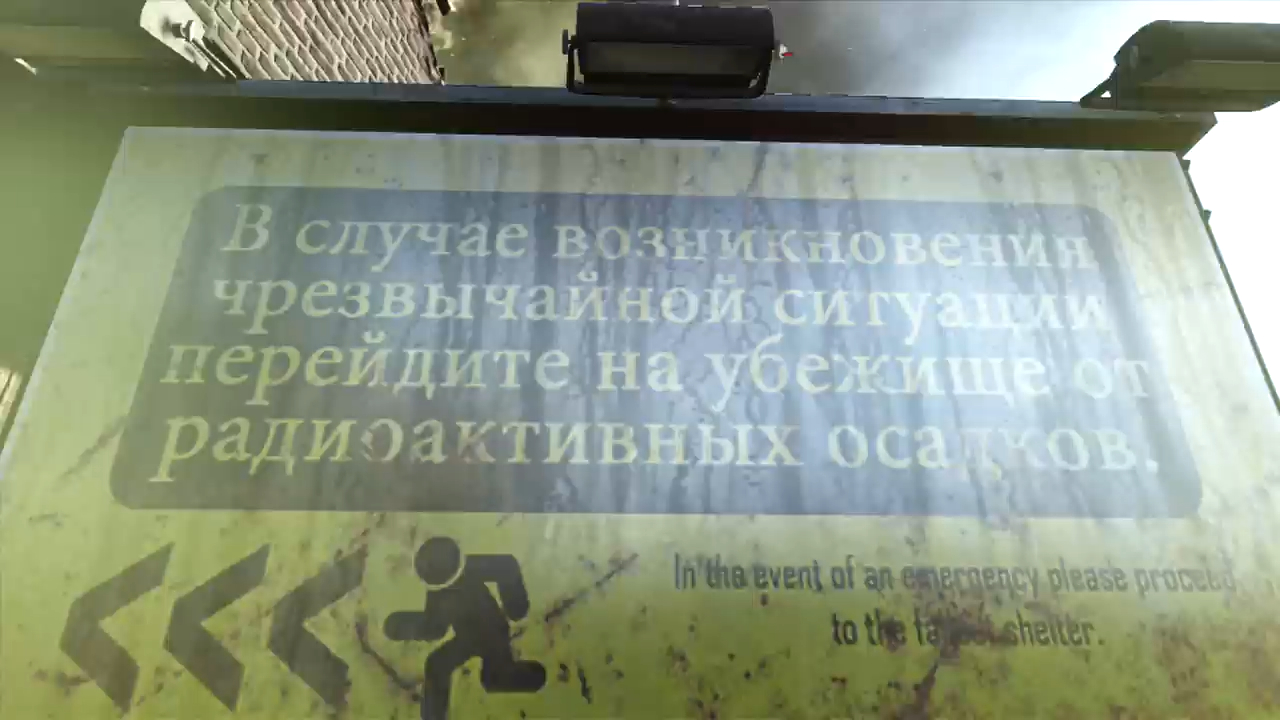 В случае возникновения
чрезвычайной ситуации
перейдите на убежище от
радиоактивных осадков.
In the event of an emergency please proceed
to the fallout shelter.